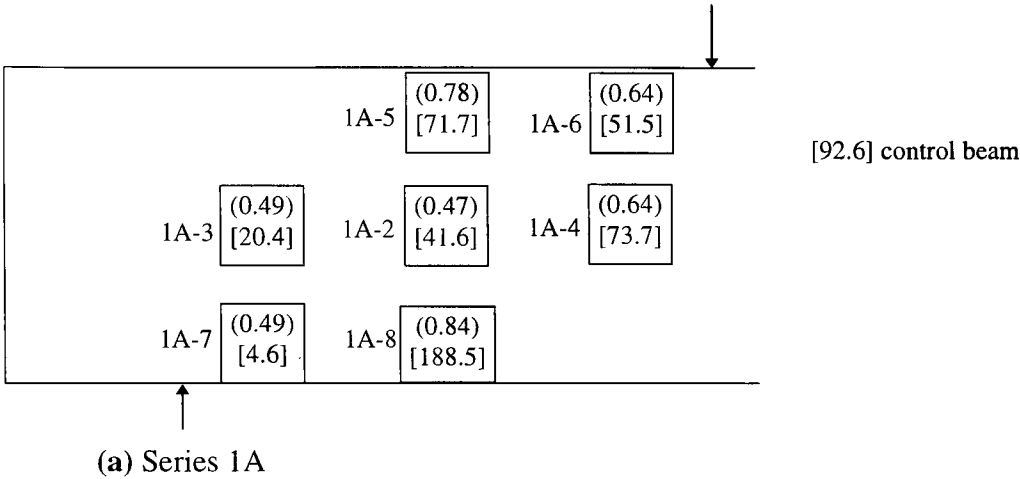 1A-5
(0.78)
[71.7]
1A-6
(0.64)
[51.5]
[92.6] control beam
1A-3
(0.49)
[20.4]
1A-2
(0.47)
[41.6]
1A-4
(0.64)
[73.7]
1A-7
(0.49)
[4.6]
1A-8
(0.84)
[188.5]
(a) Series 1A